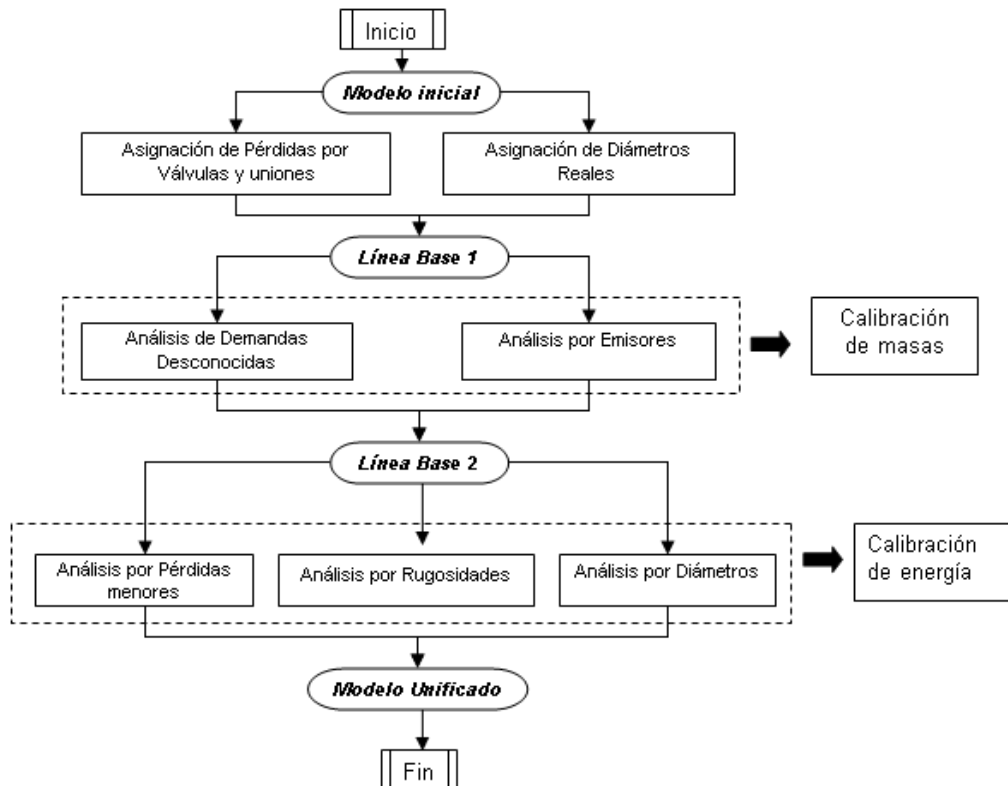 Inicio
Modelo inicial
Asignación de Pérdidas por
Válvulas y uniones
Asignación de Diámetros
Reales
Línea Base 1
Análisis de Demandas
Desconocidas
Análisis por Emisores
Calibración
de masas
Línea Base 2
Análisis por Pérdidas
menores
Análisis por Rugosidades
Análisis por Diámetros
Calibración
de energía
Modelo Unificado
Fin